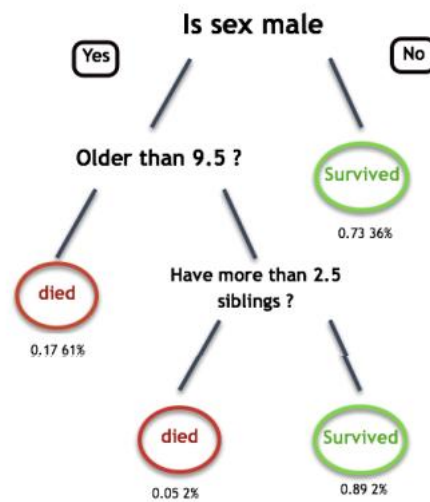 Is sex male
Yes
No
Older than 9.5 ?
Survived
0.73 36%
died
0.17 61%
Have more than 2.5
siblings ?
died
0.05 2%
Survived
0.89 2%